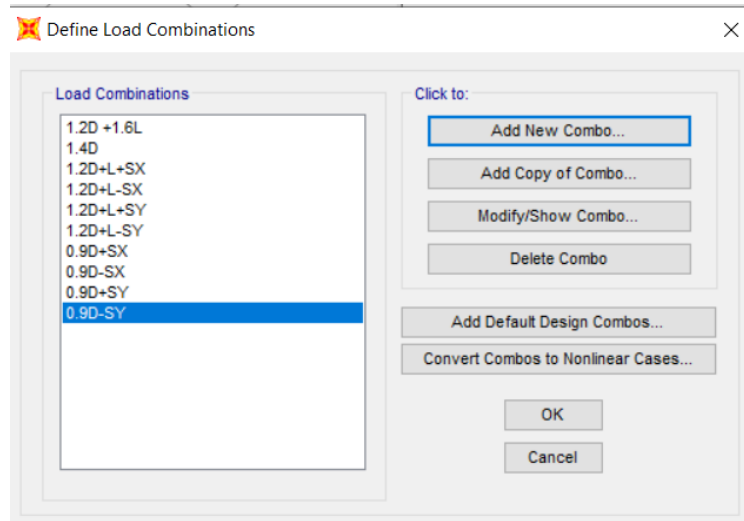 Define Load Combinations
Load Combinations
1.2D +1.6L
1.4D
1.2D+L+SX
1.2D+L-SX
1.2D+L+SY
1.2D+L-SY
0.9D+SX
0.9D-SX
0.9D+SY
0.9D-SY
Click to:
Add New Combo...
Add Copy of Combo...
Modify/Show Combo...
Delete Combo
Add Default Design Combos...
Convert Combos to Nonlinear Cases...
OK
Cancel